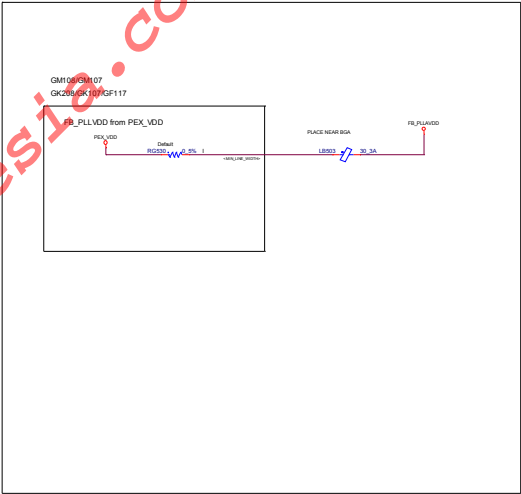 GM108/GM107
GK208/GK107/GF117
FB_PLLVDD from PEX_VDD
PEX_VDD
Default
RG530 0_5% I
<MIN_LINE_WIDTH>
PLACE NEAR BGA
LB503 30_3A
FB_PLLAVDD
esia.co